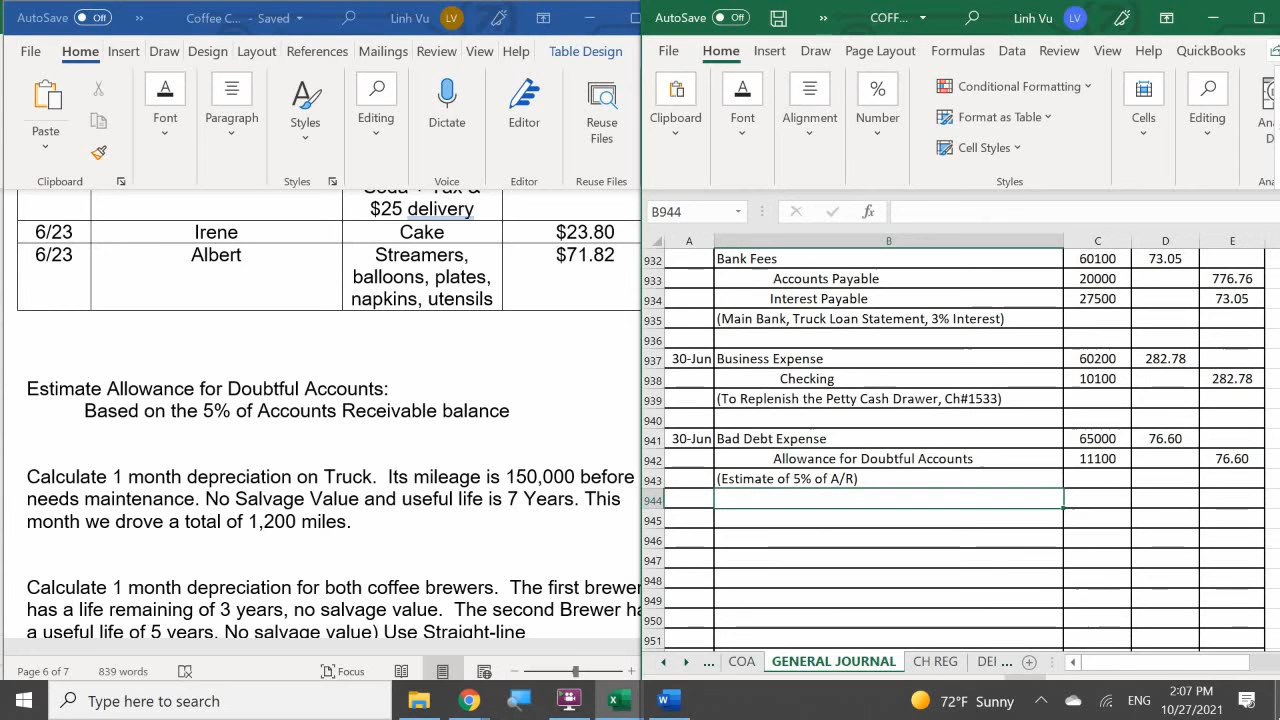 AutoSave Off » Coffee C... - Saved Linh Vu LV
File Home Insert Draw Design Layout References Mailings Review View Help Table Design
Paste Font Paragraph Styles Editing Dictate Editor Reuse Files
Clipboard Styles Voice Editor Reuse Files
$25 delivery
6/23 Irene Cake $23.80
6/23 Albert Streamers, $71.82
balloons, plates,
napkins, utensils
Estimate Allowance for Doubtful Accounts:
Based on the 5% of Accounts Receivable balance
Calculate 1 month depreciation on Truck. Its mileage is 150,000 before
needs maintenance. No Salvage Value and useful life is 7 Years. This
month we drove a total of 1,200 miles.
Calculate 1 month depreciation for both coffee brewers. The first brewer
has a life remaining of 3 years, no salvage value. The second Brewer ha
a useful life of 5 years. No salvage value) Use Straight-line
Page 6 of 7 839 words Focus
AutoSave Off » COFF... Linh Vu LV
File Home Insert Draw Page Layout Formulas Data Review View Help QuickBooks
Clipboard Font Alignment Number Conditional Formatting Format as Table Cell Styles Cells Editing
Styles
B944 fx
A B C D E
932 Bank Fees 60100 73.05
933 Accounts Payable 20000 776.76
934 Interest Payable 27500 73.05
935 (Main Bank, Truck Loan Statement, 3% Interest)
936
937 30-Jun Business Expense 60200 282.78
938 Checking 10100 282.78
939 (To Replenish the Petty Cash Drawer, Ch#1533)
940
941 30-Jun Bad Debt Expense 65000 76.60
942 Allowance for Doubtful Accounts 11100 76.60
943 (Estimate of 5% of A/R)
944
945
946
947
948
949
950
951
... COA GENERAL JOURNAL CH REG DEI ...
Type here to search 72°F Sunny ENG 2:07 PM
10/27/2021